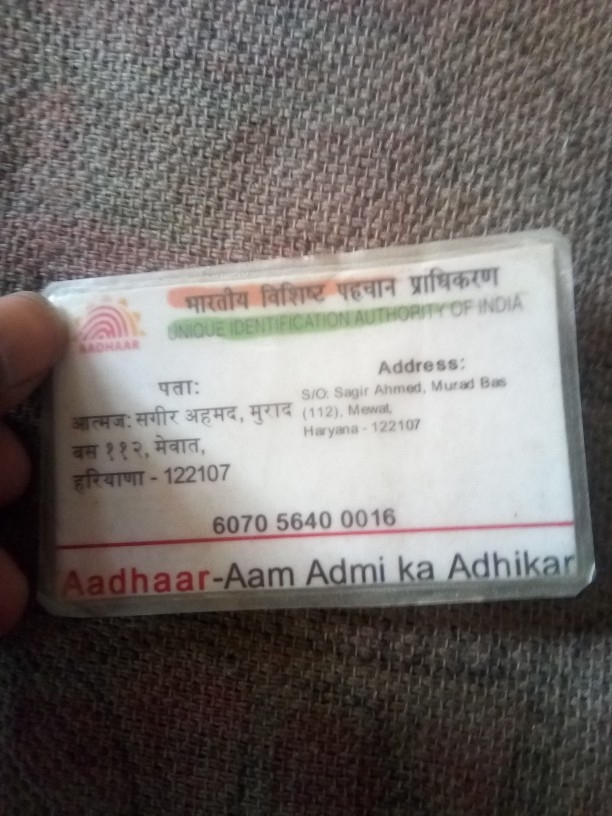 भारतीय विशिष्ट पहचान प्राधिकरण
UNIQUE IDENTIFICATION AUTHORITY OF INDIA
AADHAAR
पता:
आत्मज: सगीर अहमद, मुराद
बस ११२, मेवात,
हरियाणा - 122107
Address:
S/O: Sagir Ahmed, Murad Bas
(112), Mewat,
Haryana - 122107
6070 5640 0016
Aadhaar-Aam Admi ka Adhikar